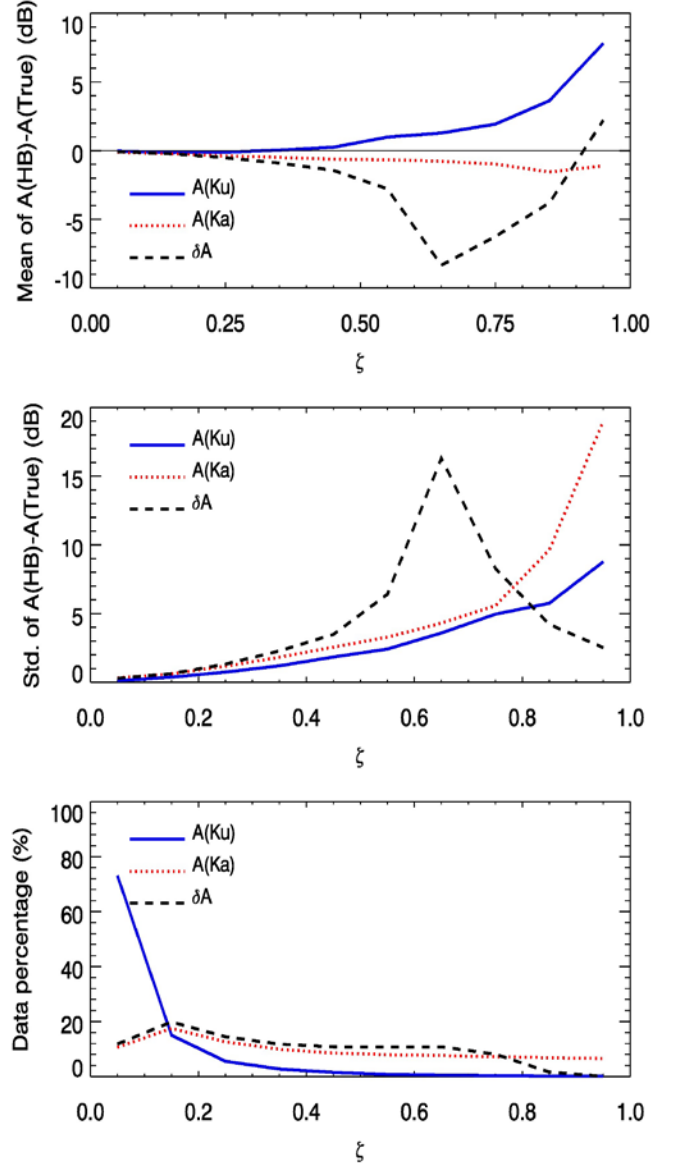 10
5
0
-5
-10
Mean of A(HB)-A(True) (dB)
A(Ku)
A(Ka)
δA
0.00 0.25 0.50 0.75 1.00
ζ
20
15
10
5
0
Std. of A(HB)-A(True) (dB)
A(Ku)
A(Ka)
δA
0.0 0.2 0.4 0.6 0.8 1.0
ζ
100
80
60
40
20
0
Data percentage (%)
A(Ku)
A(Ka)
δA
0.0 0.2 0.4 0.6 0.8 1.0
ζ